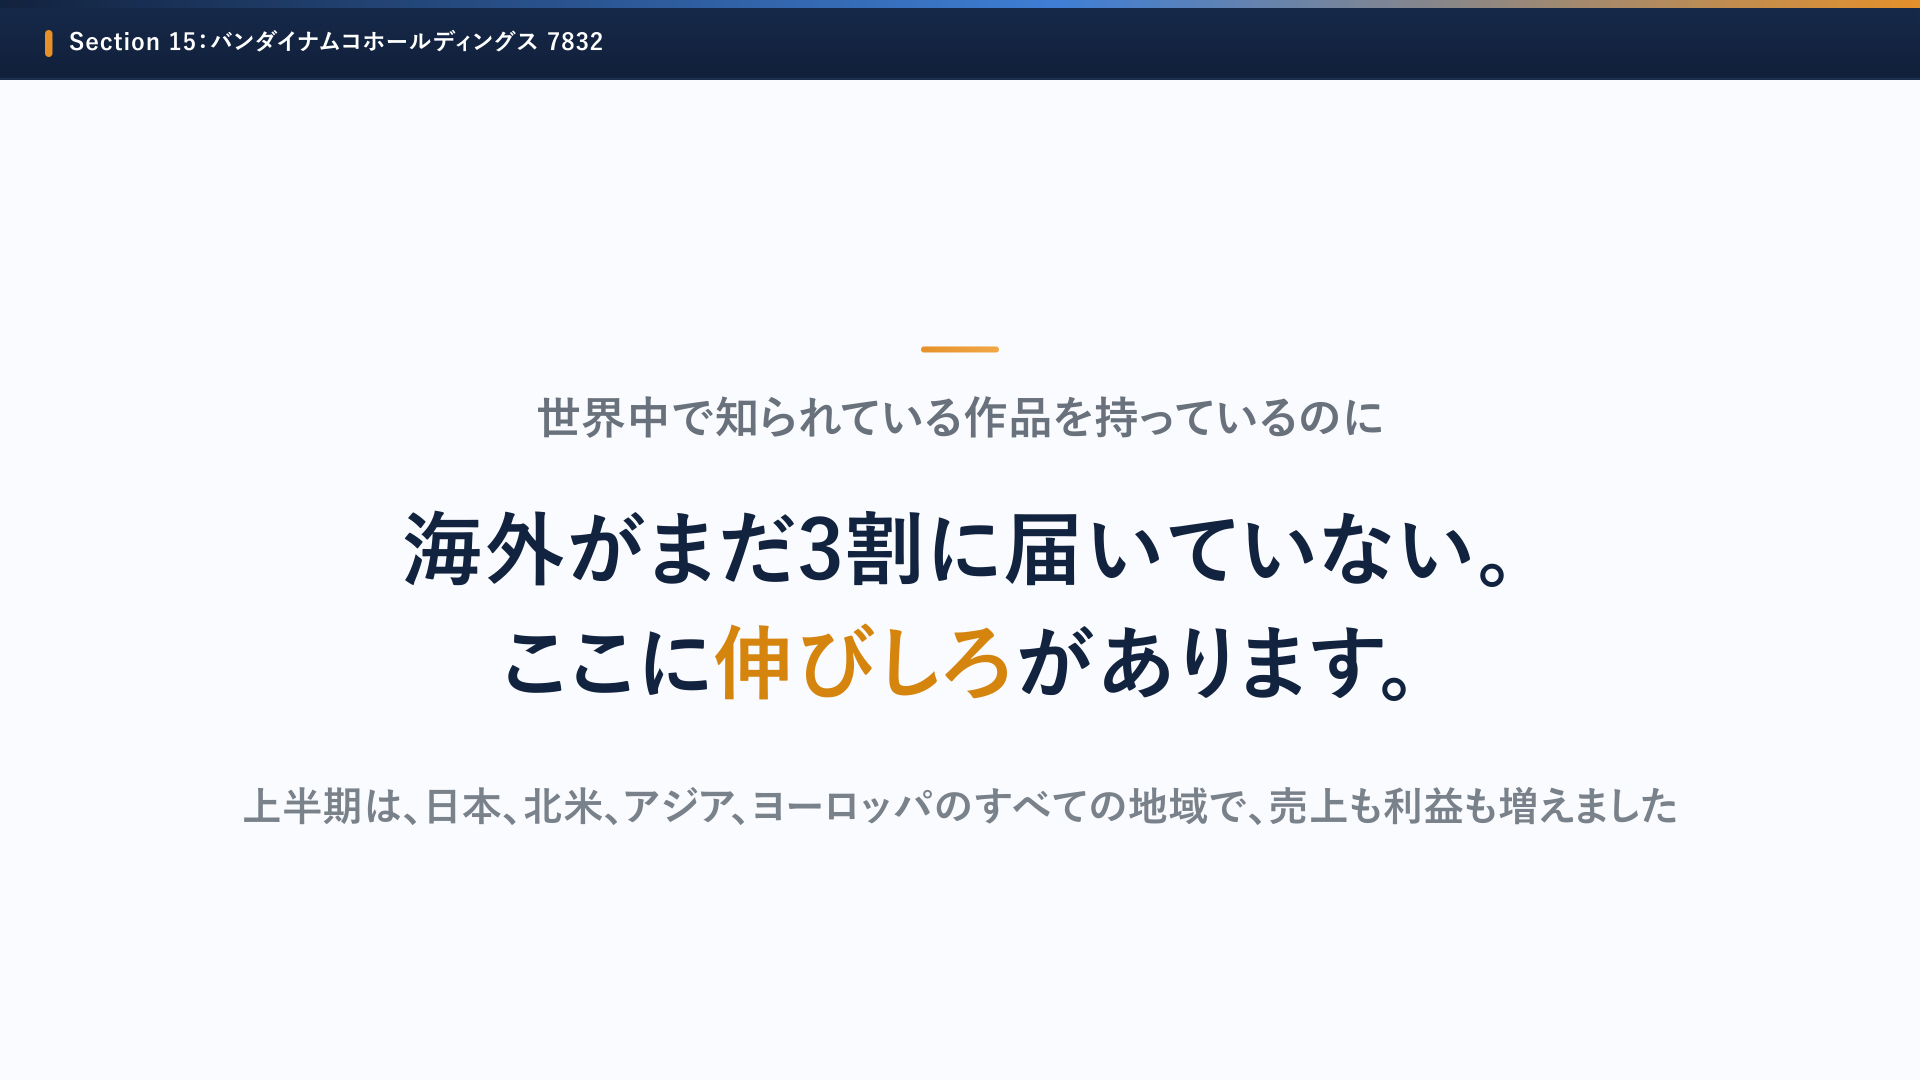 Section 15：バンダイナムコホールディングス 7832
世界中で知られている作品を持っているのに
海外がまだ3割に届いていない。
ここに伸びしろがあります。
上半期は、日本、北米、アジア、ヨーロッパのすべての地域で、売上も利益も増えました